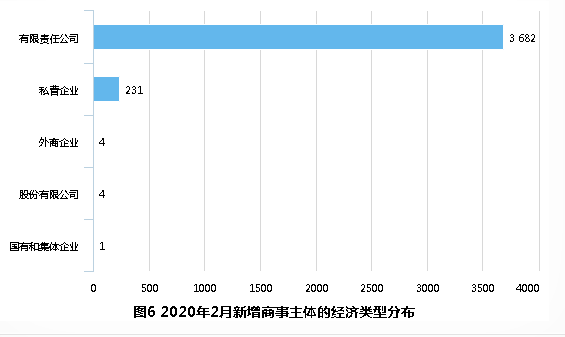 有限责任公司 3 682
私营企业 231
外商企业 4
股份有限公司 4
国有和集体企业 1
0 500 1000 1500 2000 2500 3000 3500 4000
图6 2020年2月新增商事主体的经济类型分布